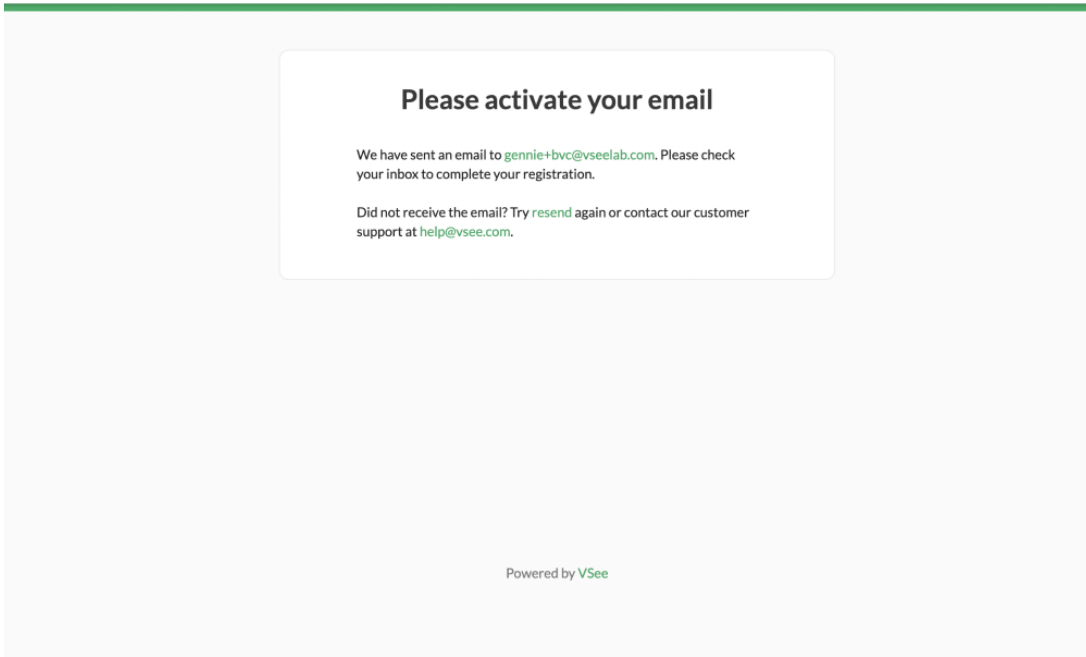 Please activate your email
We have sent an email to gennie+bvc@vseelab.com. Please check
your inbox to complete your registration.
Did not receive the email? Try resend again or contact our customer
support at help@vsee.com.
Powered by VSee